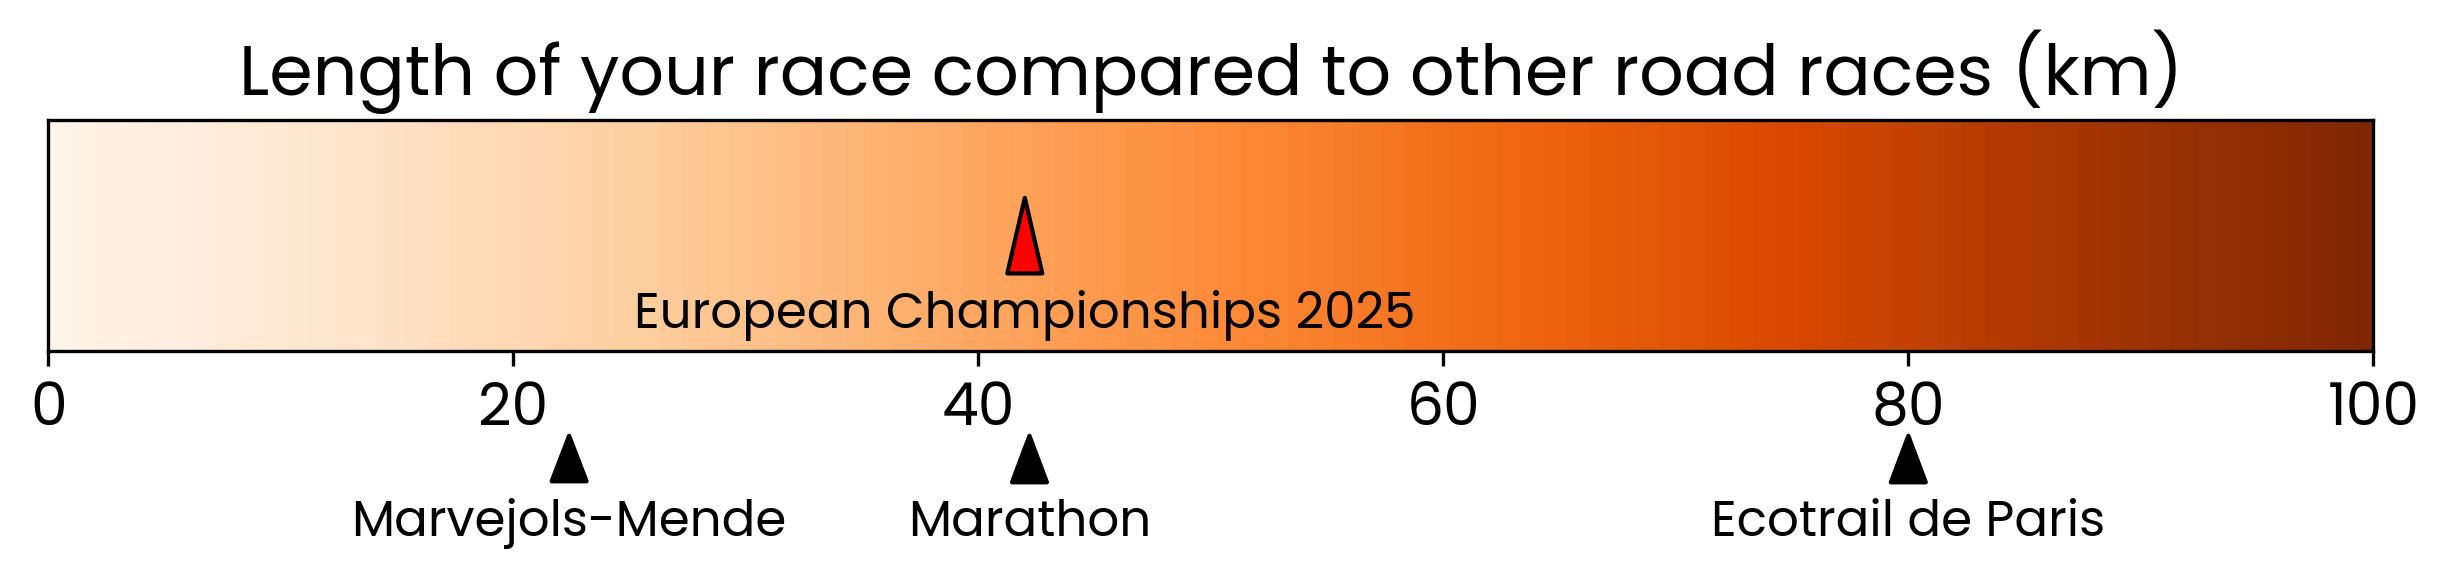 Length of your race compared to other road races (km)
European Championships 2025
0 20 40 60 80 100
Marvejols-Mende Marathon Ecotrail de Paris